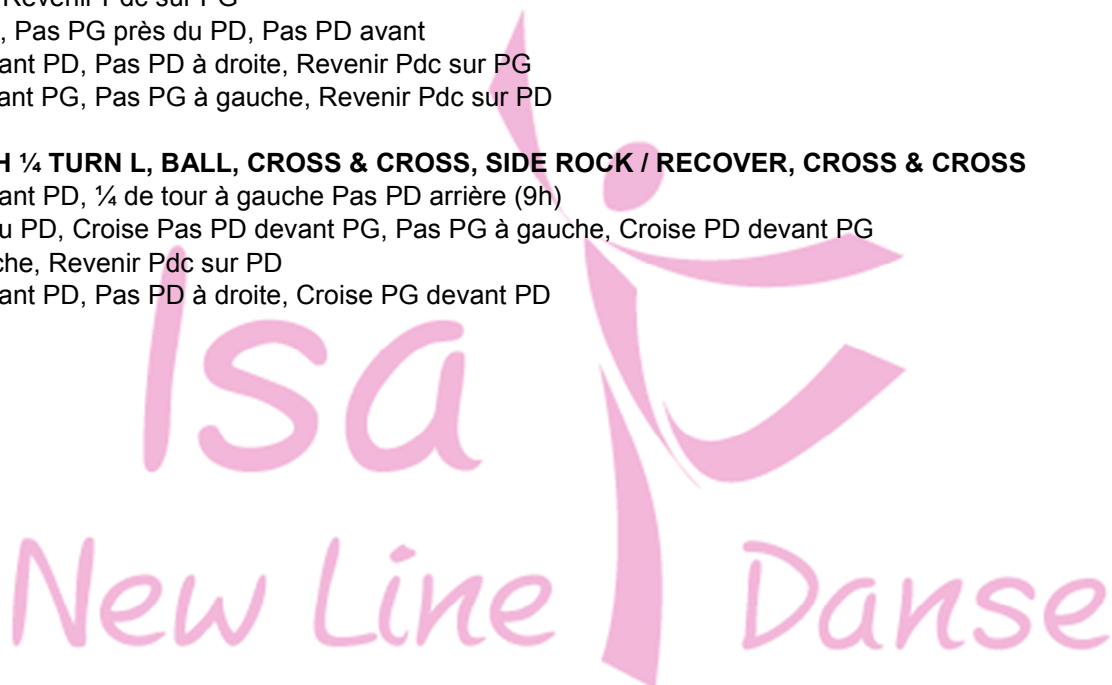 Revenir Pdc sur PG
, Pas PG près du PD, Pas PD avant
ant PD, Pas PD à droite, Revenir Pdc sur PG
ant PG, Pas PG à gauche, Revenir Pdc sur PD
H ¼ TURN L, BALL, CROSS & CROSS, SIDE ROCK / RECOVER, CROSS & CROSS
ant PD, ¼ de tour à gauche Pas PD arrière (9h)
u PD, Croise Pas PD devant PG, Pas PG à gauche, Croise PD devant PG
che, Revenir Pdc sur PD
ant PD, Pas PD à droite, Croise PG devant PD
Isa
New Line Danse